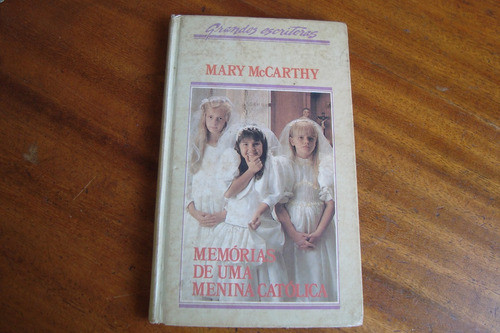 Grandes escritoras
MARY McCARTHY
MEMÓRIAS
DE UMA
MENINA CATÓLICA